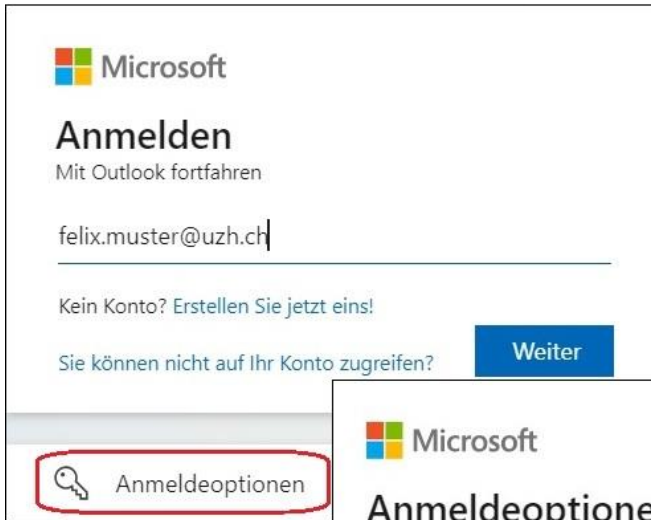 Microsoft
Anmelden
Mit Outlook fortfahren
felix.muster@uzh.ch
Kein Konto? Erstellen Sie jetzt eins!
Sie können nicht auf Ihr Konto zugreifen?
Weiter
Anmeldeoptionen
Microsoft
Anmeldeoptione